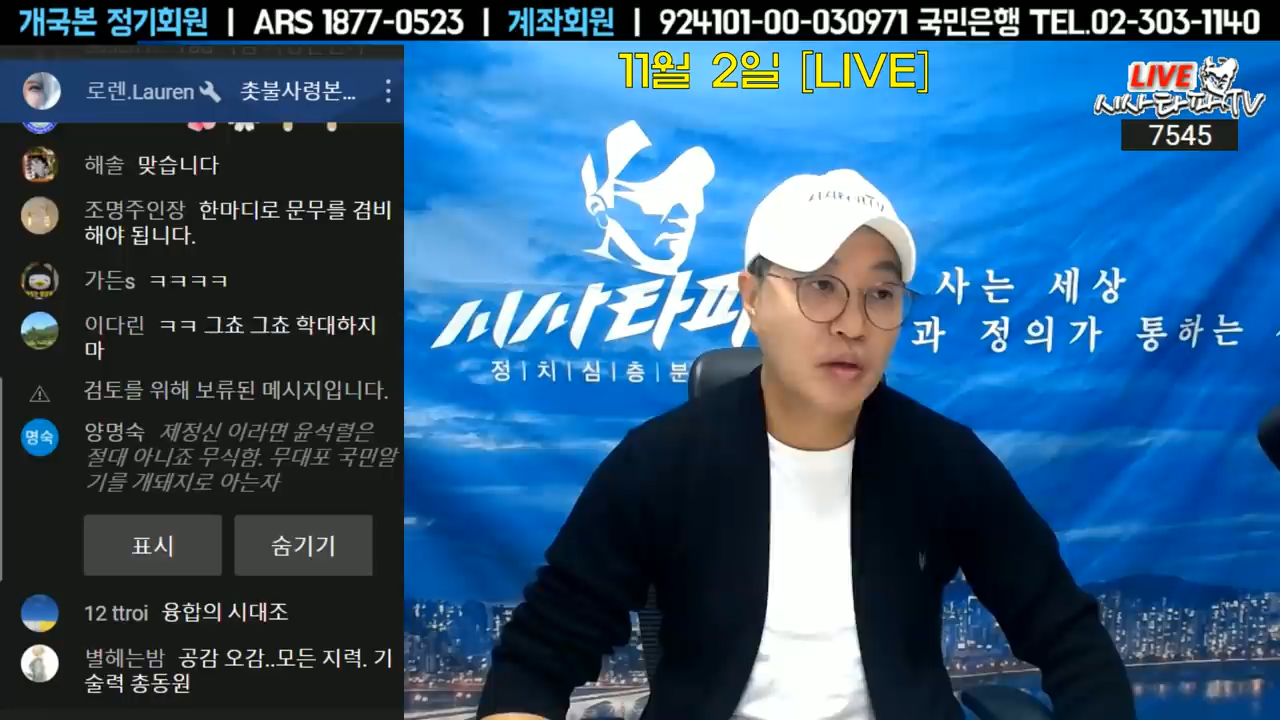 개국본 정기회원 | ARS 1877-0523 | 계좌회원 | 924101-00-030971 국민은행 TEL.02-303-1140
11월 2일 [LIVE]
LIVE
시사타파TV
7545
로렌.Lauren 촛불사령본...
해솔 맞습니다
조명주인장 한마디로 문무를 겸비
해야 됩니다.
가든s ㅋㅋㅋㅋ
이다린 ㅋㅋ 그쵸 그쵸 학대하지
마
검토를 위해 보류된 메시지입니다.
명숙
양명숙 제정신 이라면 윤석렬은
절대 아니죠 무식함. 무대포 국민알
기를 개돼지로 아는자
표시 숨기기
12 ttroi 융합의 시대조
별헤는밤 공감 오감..모든 지력. 기
술력 총동원
시사타파
정|치|심|층|분
시사타파TV
사는 세상
과 정의가 통하는